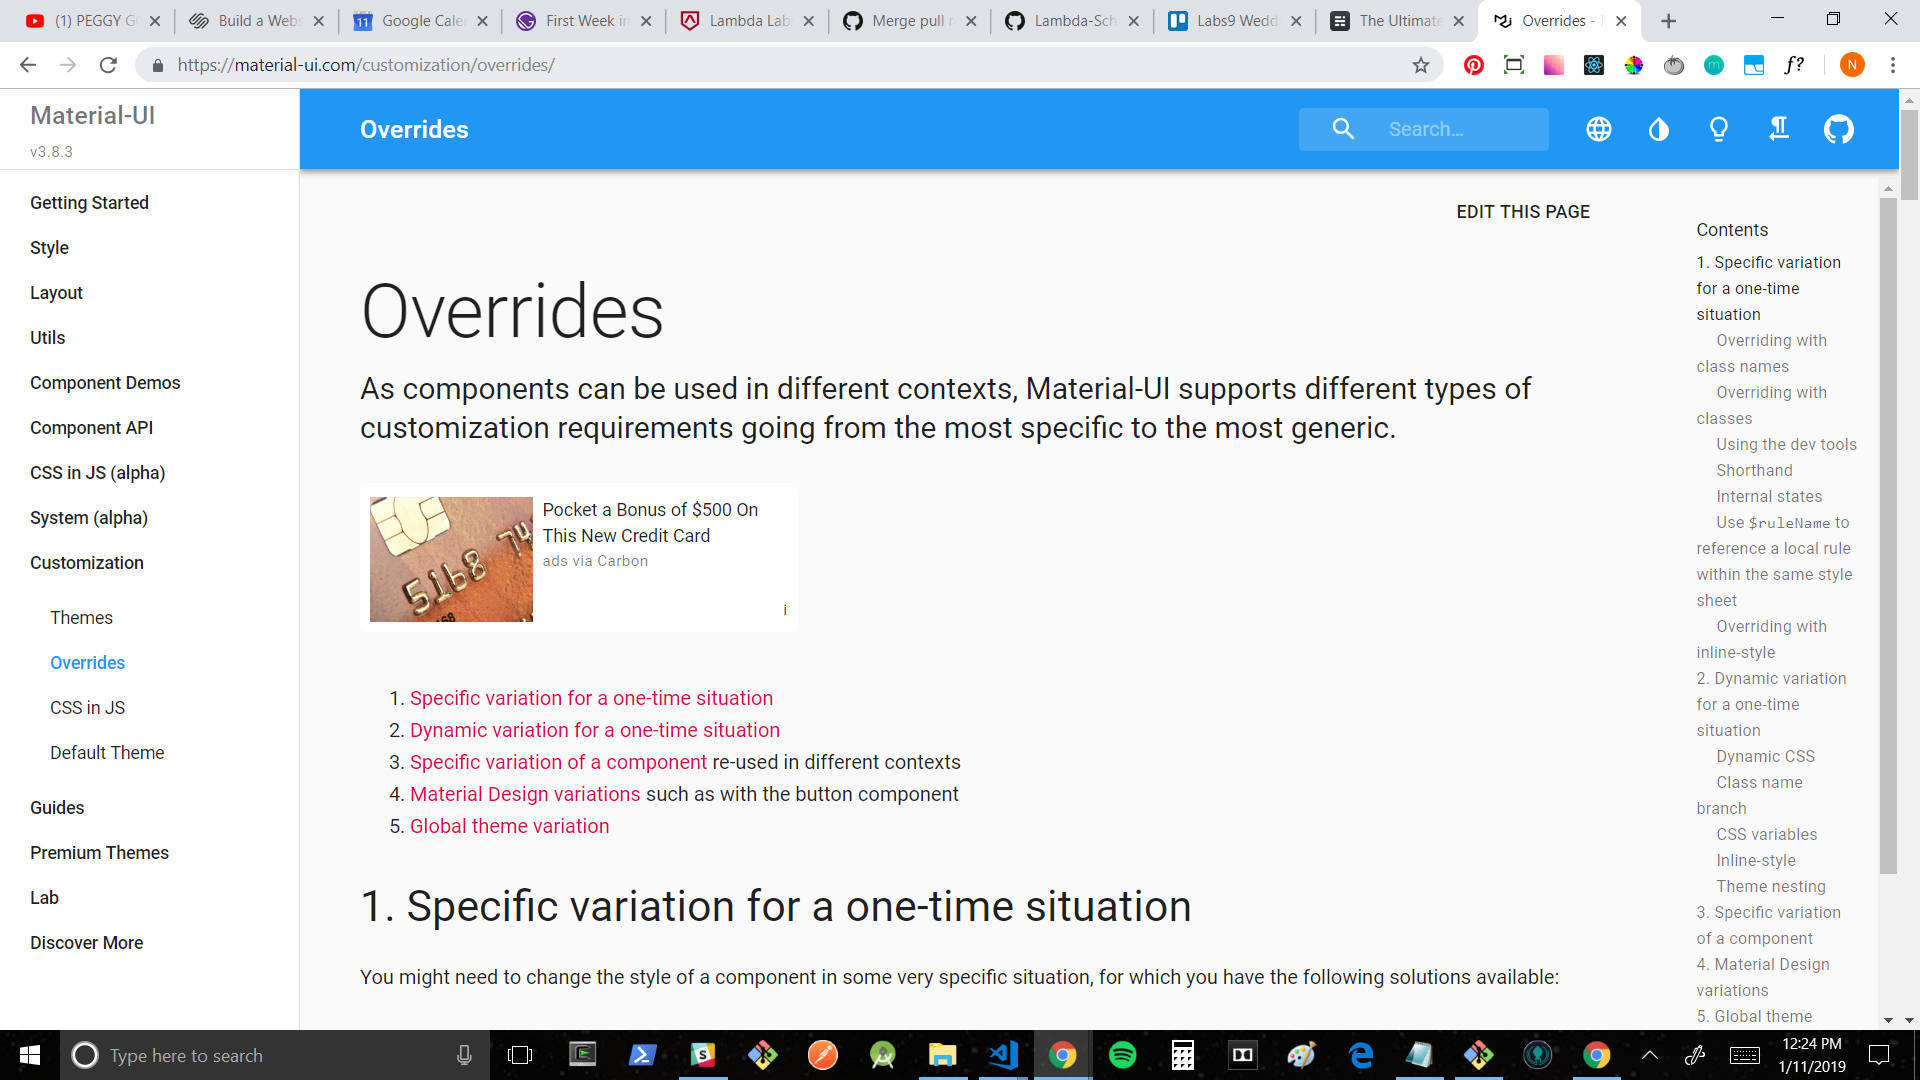 (1) PEGGY G
Build a Webs
Google Cale
First Week in
Lambda Lab
Merge pull r
Lambda-Sch
Labs9 Wedd
The Ultimate
Overrides -
https://material-ui.com/customization/overrides/
f?
N
Material-UI
v3.8.3
Overrides
Search...
Getting Started
Style
Layout
Utils
Component Demos
Component API
CSS in JS (alpha)
System (alpha)
Customization
Themes
Overrides
CSS in JS
Default Theme
Guides
Premium Themes
Lab
Discover More
EDIT THIS PAGE
Overrides
As components can be used in different contexts, Material-UI supports different types of
customization requirements going from the most specific to the most generic.
5168 74
Pocket a Bonus of $500 On
This New Credit Card
ads via Carbon
i
1. Specific variation for a one-time situation
2. Dynamic variation for a one-time situation
3. Specific variation of a component re-used in different contexts
4. Material Design variations such as with the button component
5. Global theme variation
1. Specific variation for a one-time situation
You might need to change the style of a component in some very specific situation, for which you have the following solutions available:
Contents
1. Specific variation
for a one-time
situation
Overriding with
class names
Overriding with
classes
Using the dev tools
Shorthand
Internal states
Use $ruleName to
reference a local rule
within the same style
sheet
Overriding with
inline-style
2. Dynamic variation
for a one-time
situation
Dynamic CSS
Class name
branch
CSS variables
Inline-style
Theme nesting
3. Specific variation
of a component
4. Material Design
variations
5. Global theme
Type here to search
12:24 PM
1/11/2019